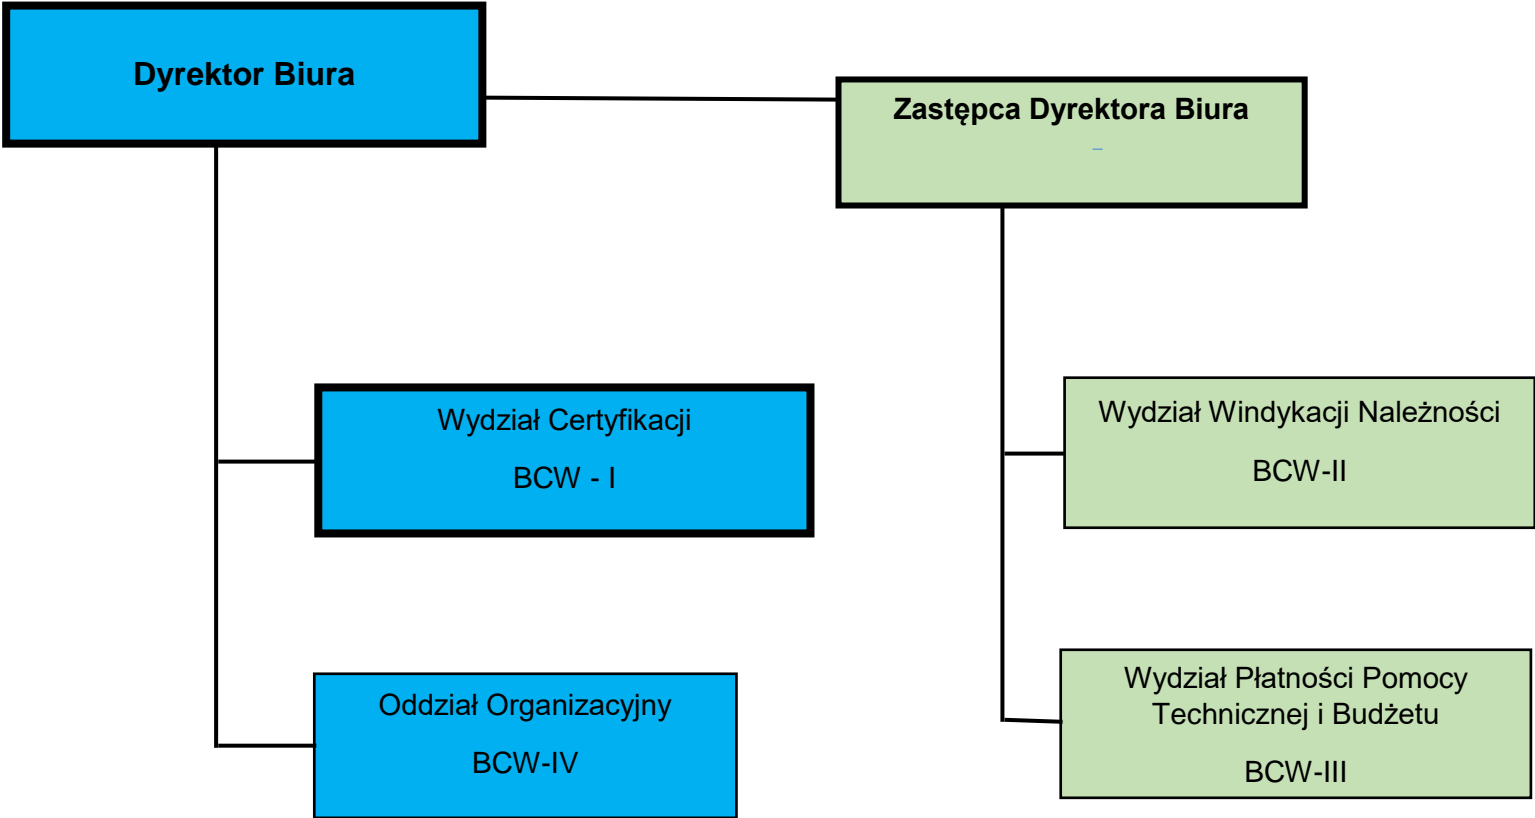 Dyrektor Biura
Zastępca Dyrektora Biura
–
Wydział Certyfikacji
BCW - I
Wydział Windykacji Należności
BCW-II
Oddział Organizacyjny
BCW-IV
Wydział Płatności Pomocy
Technicznej i Budżetu
BCW-III